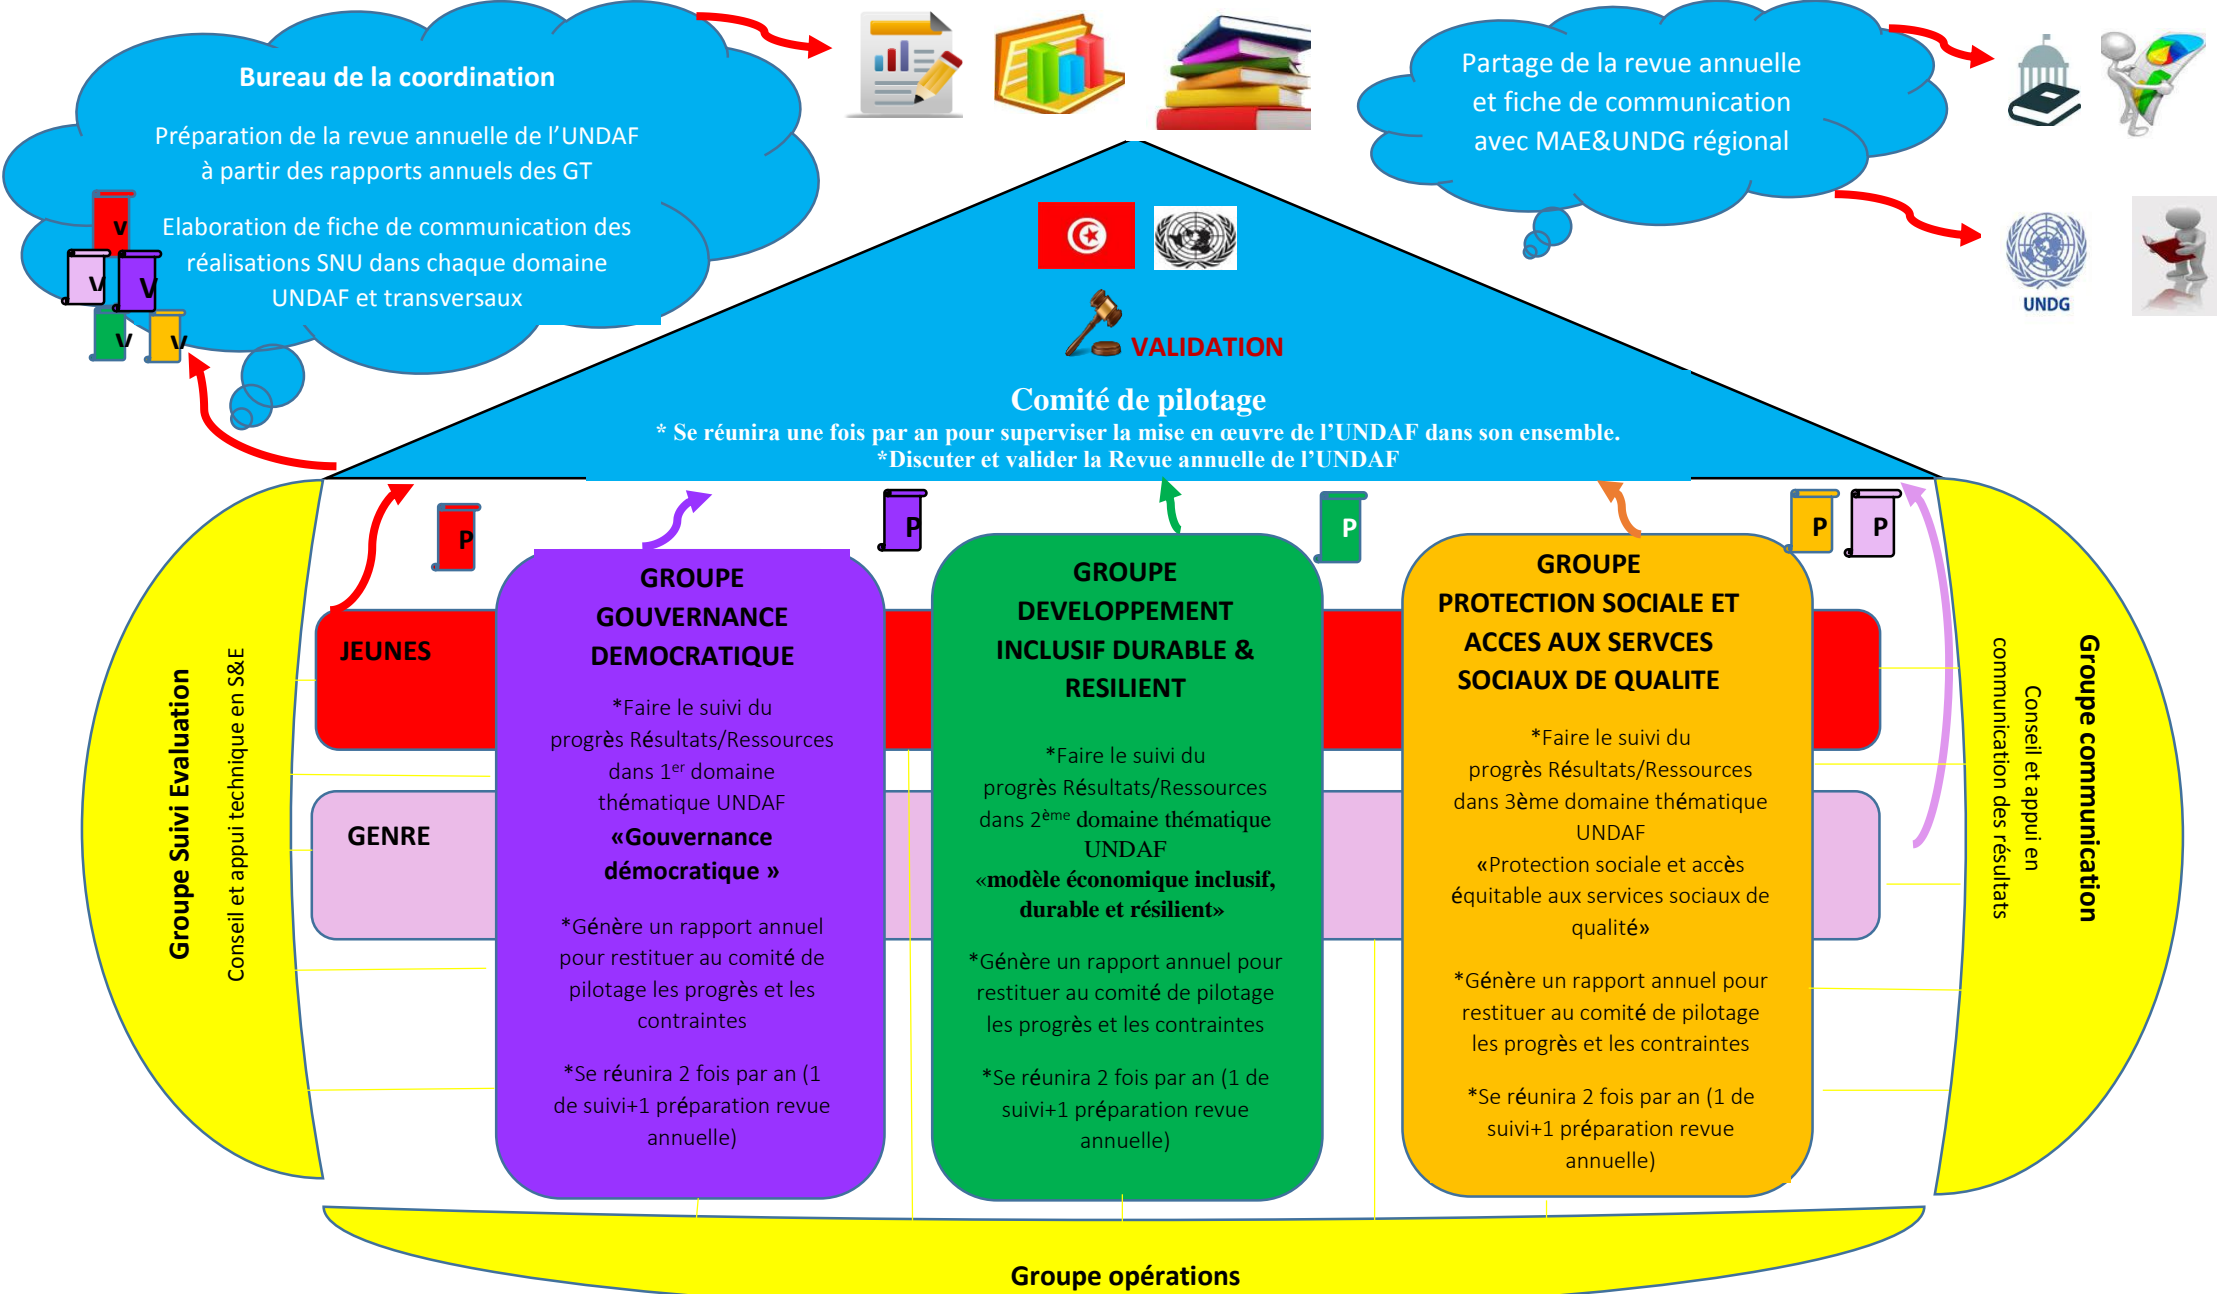 Bureau de la coordination
Préparation de la revue annuelle de l’UNDAF
à partir des rapports annuels des GT
Elaboration de fiche de communication des
réalisations SNU dans chaque domaine
UNDAF et transversaux
v
V
V
V
V
Partage de la revue annuelle
et fiche de communication
avec MAE&UNDG régional
UNDG
VALIDATION
Comité de pilotage
* Se réunira une fois par an pour superviser la mise en œuvre de l’UNDAF dans son ensemble.
*Discuter et valider la Revue annuelle de l’UNDAF
P
P
P
P
P
Groupe Suivi Evaluation
Conseil et appui technique en S&E
JEUNES
GENRE
GROUPE
GOUVERNANCE
DEMOCRATIQUE
*Faire le suivi du
progrès Résultats/Ressources
dans 1er domaine
thématique UNDAF
«Gouvernance
démocratique »
*Génère un rapport annuel
pour restituer au comité de
pilotage les progrès et les
contraintes
*Se réunira 2 fois par an (1
de suivi+1 préparation revue
annuelle)
GROUPE
DEVELOPPEMENT
INCLUSIF DURABLE &
RESILIENT
*Faire le suivi du
progrès Résultats/Ressources
dans 2ème domaine thématique
UNDAF
«modèle économique inclusif,
durable et résilient»
*Génère un rapport annuel pour
restituer au comité de pilotage
les progrès et les contraintes
*Se réunira 2 fois par an (1 de
suivi+1 préparation revue
annuelle)
GROUPE
PROTECTION SOCIALE ET
ACCES AUX SERVCES
SOCIAUX DE QUALITE
*Faire le suivi du
progrès Résultats/Ressources
dans 3ème domaine thématique
UNDAF
«Protection sociale et accès
équitable aux services sociaux de
qualité»
*Génère un rapport annuel pour
restituer au comité de pilotage
les progrès et les contraintes
*Se réunira 2 fois par an (1 de
suivi+1 préparation revue
annuelle)
Groupe communication
Conseil et appui en
communication des résultats
Groupe opérations